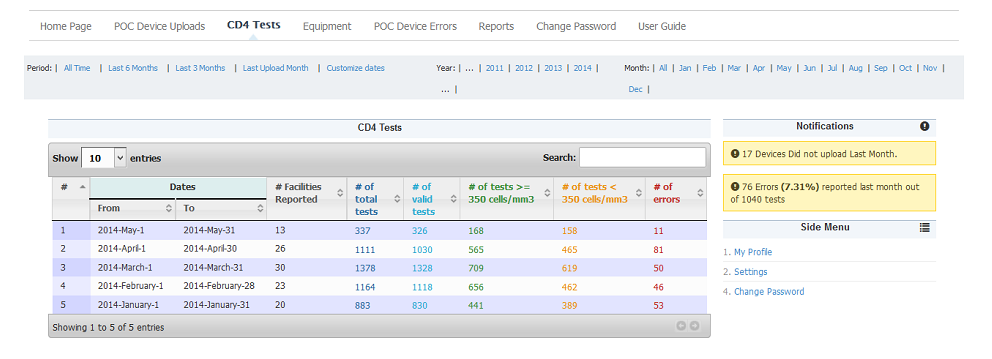 Home Page POC Device Uploads CD4 Tests Equipment POC Device Errors Reports Change Password User Guide
Period: | All Time | Last 6 Months | Last 3 Months | Last Upload Month | Customize dates Year: | ... | 2011 | 2012 | 2013 | 2014 | Month: | All | Jan | Feb | Mar | Apr | May | Jun | Jul | Aug | Sep | Oct | Nov |
... | Dec |
CD4 Tests
Show 10 entries Search:
# Dates # Facilities Reported # of total tests # of valid tests # of tests >= 350 cells/mm3 # of tests < 350 cells/mm3 # of errors
From To
1 2014-May-1 2014-May-31 13 337 326 168 158 11
2 2014-April-1 2014-April-30 26 1111 1030 565 465 81
3 2014-March-1 2014-March-31 30 1378 1328 709 619 50
4 2014-February-1 2014-February-28 23 1164 1118 656 462 46
5 2014-January-1 2014-January-31 20 883 830 441 389 53
Showing 1 to 5 of 5 entries
Notifications
17 Devices Did not upload Last Month.
76 Errors (7.31%) reported last month out
of 1040 tests
Side Menu
1. My Profile
2. Settings
4. Change Password